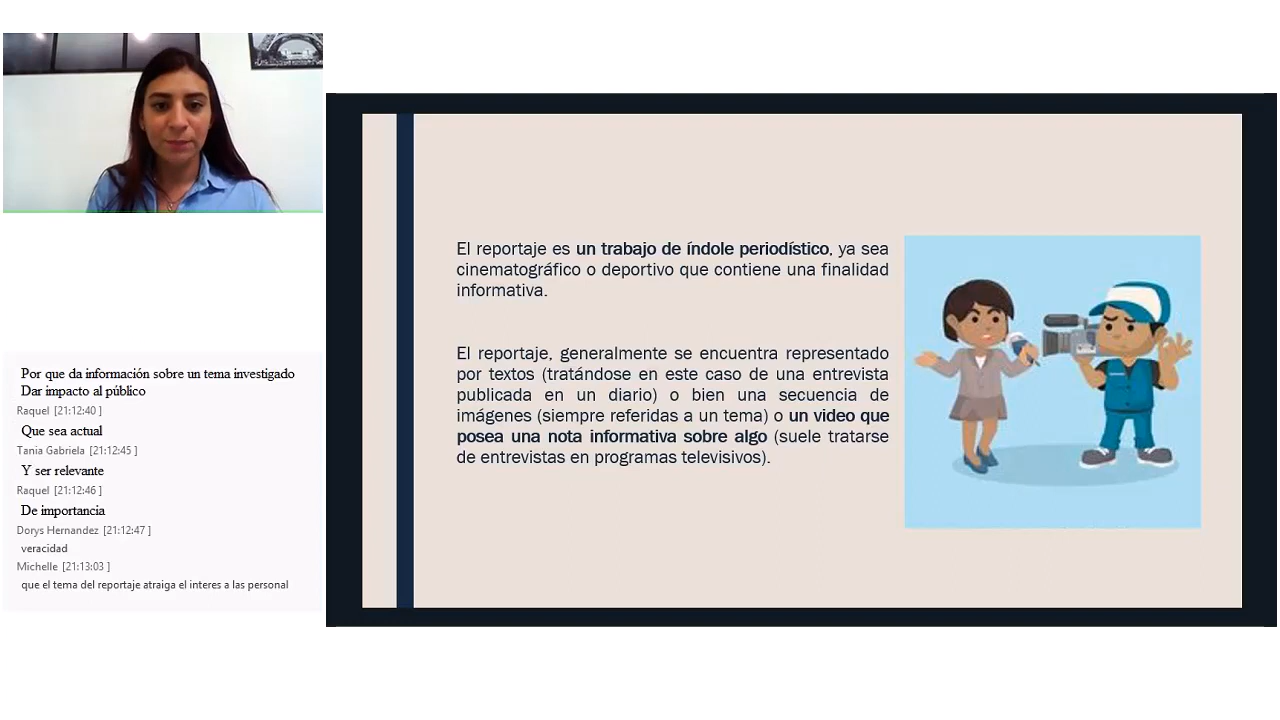 Por que da información sobre un tema investigado
Dar impacto al público
Raquel [21:12:40 ]
Que sea actual
Tania Gabriela [21:12:45 ]
Y ser relevante
Raquel [21:12:46 ]
De importancia
Dorys Hernandez [21:12:47 ]
veracidad
Michelle [21:13:03 ]
que el tema del reportaje atraiga el interes a las personal
El reportaje es un trabajo de índole periodístico, ya sea
cinematográfico o deportivo que contiene una finalidad
informativa.
El reportaje, generalmente se encuentra representado
por textos (tratándose en este caso de una entrevista
publicada en un diario) o bien una secuencia de
imágenes (siempre referidas a un tema) o un video que
posea una nota informativa sobre algo (suele tratarse
de entrevistas en programas televisivos).